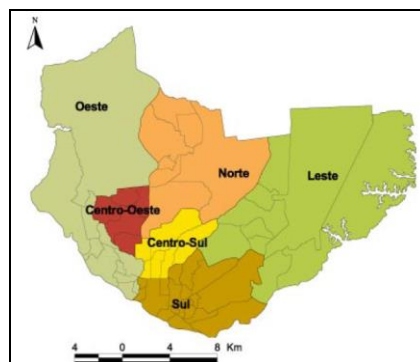 N
Oeste
Norte
Leste
Centro-Oeste
Centro-Sul
Sul
4 0 4 8 Km